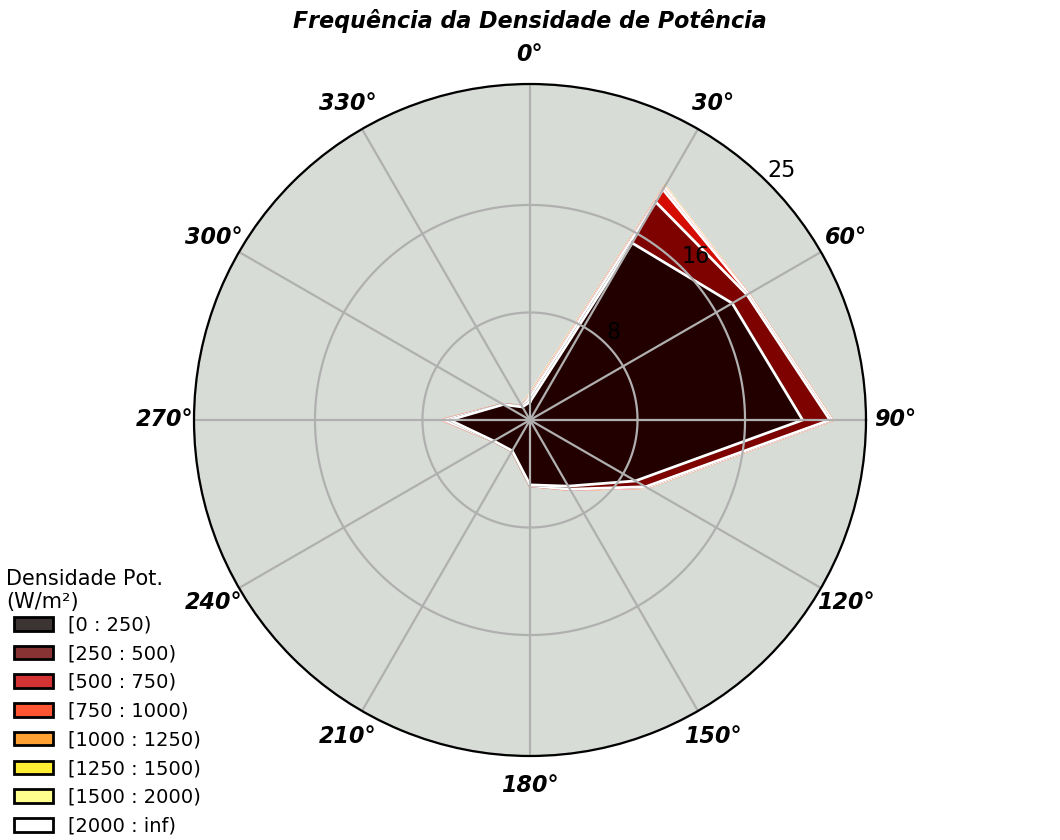 Frequência da Densidade de Potência
0°
330°
30°
25
300°
60°
16
8
270°
90°
240°
120°
210°
150°
180°
Densidade Pot.
(W/m²)
[0 : 250)
[250 : 500)
[500 : 750)
[750 : 1000)
[1000 : 1250)
[1250 : 1500)
[1500 : 2000)
[2000 : inf)